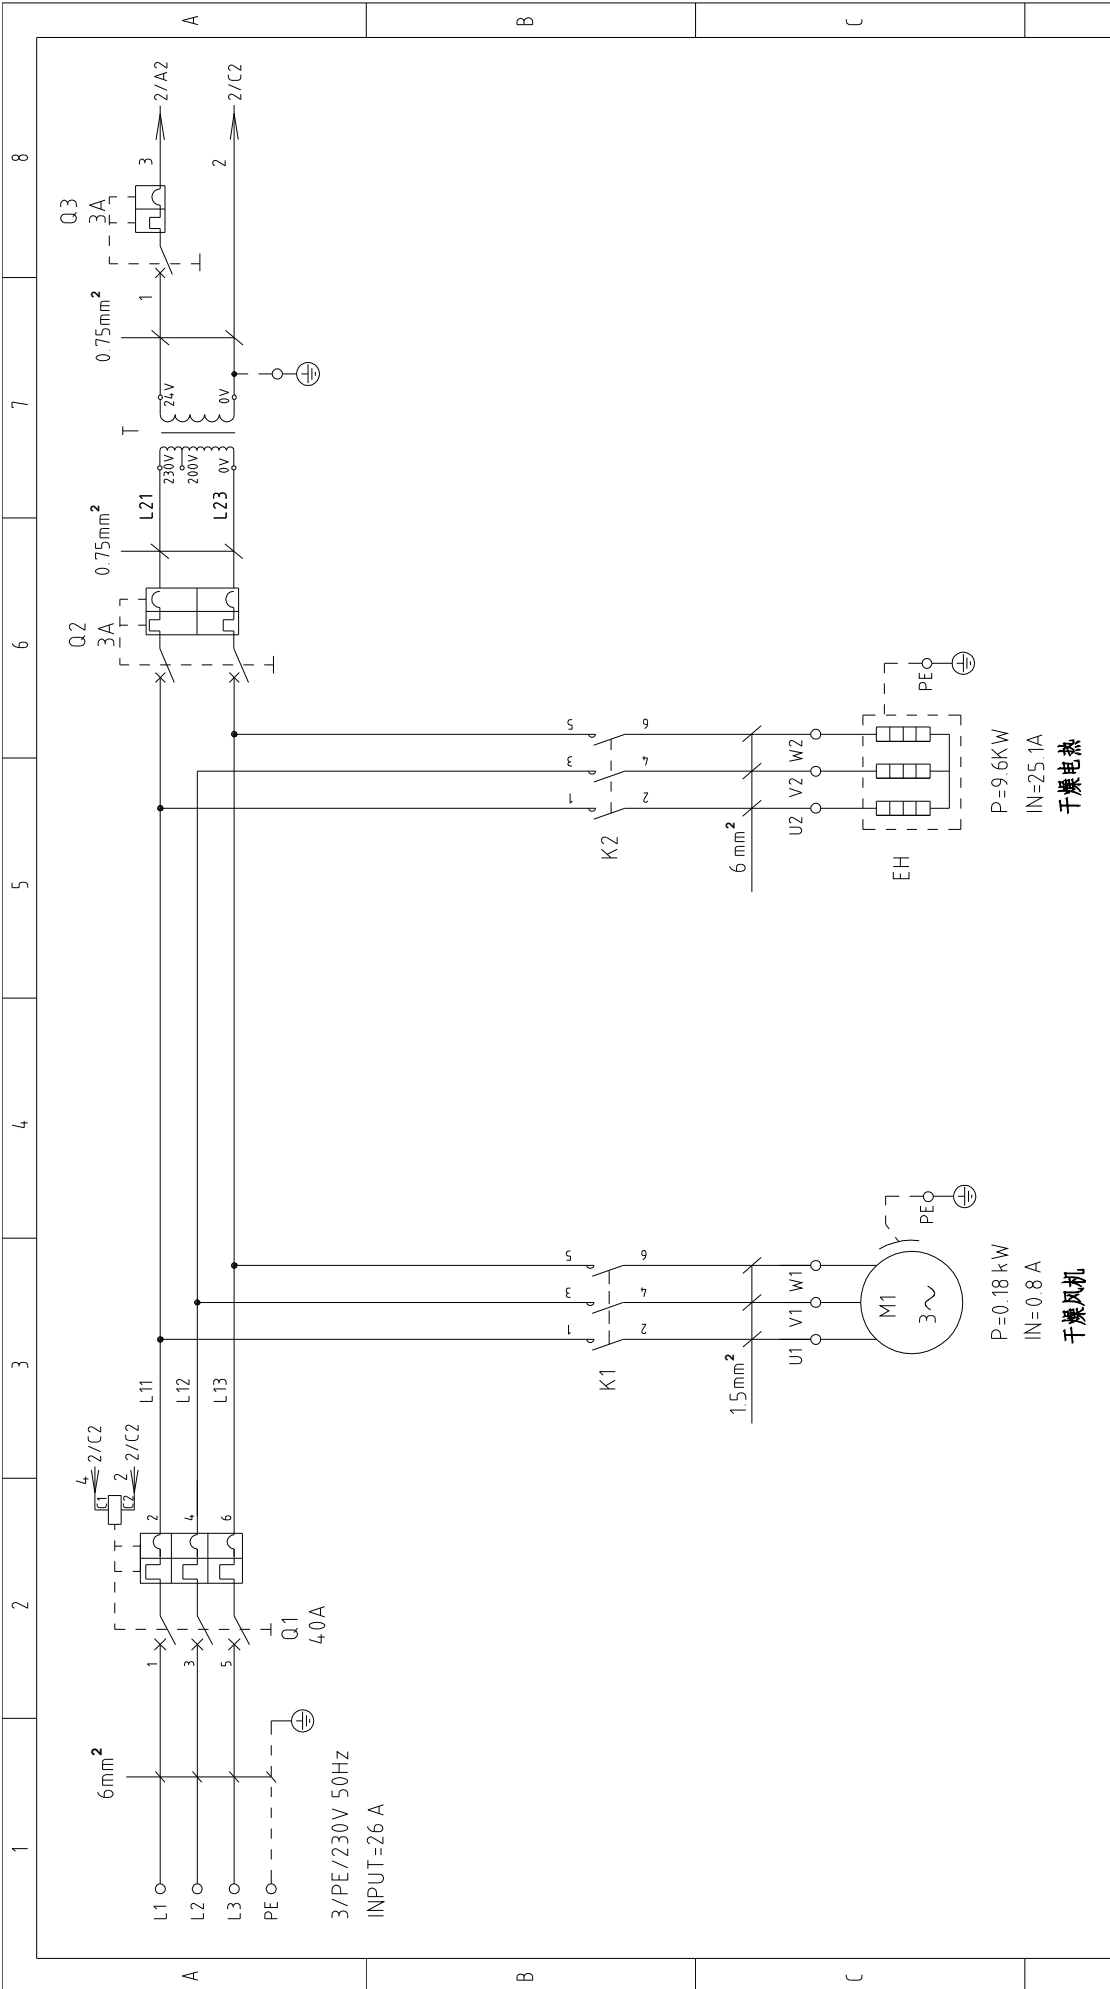 1
2
3
4
5
6
7
8
A
B
C
A
B
C
6mm²
L1
L2
L3
PE
3/PE/230V 50Hz
INPUT=26 A
1
3
5
Q1
40A
2
4
6
C1
C2
4
2/C2
2
2/C2
L11
L12
L13
1
3
5
K1
2
4
6
1.5mm²
U1
V1
W1
M1
3~
PE
P=0.18kW
IN=0.8 A
干燥风机
1
3
5
K2
2
4
6
6 mm²
U2
V2
W2
EH
PE
P=9.6KW
IN=25.1A
干燥电热
Q2
3A
0.75mm²
L21
L23
T
230V
200V
0V
24V
0V
0.75mm²
1
Q3
3A
3
2/A2
2
2/C2